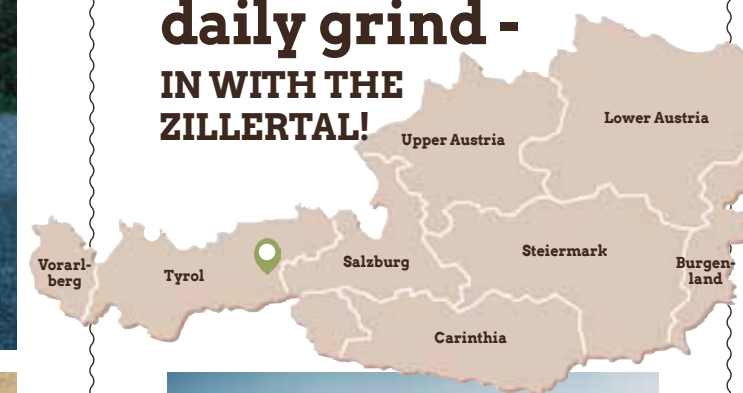 daily grind -
IN WITH THE
ZILLERTAL!
Upper Austria
Lower Austria
Vorarl-
berg
Tyrol
Salzburg
Steiermark
Burgen-
land
Carinthia